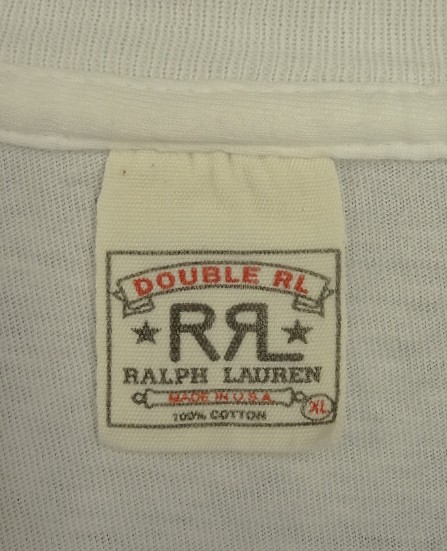 DOUBLE RL
RRL
RALPH LAUREN
MADE IN U.S.A.
XL
100% COTTON